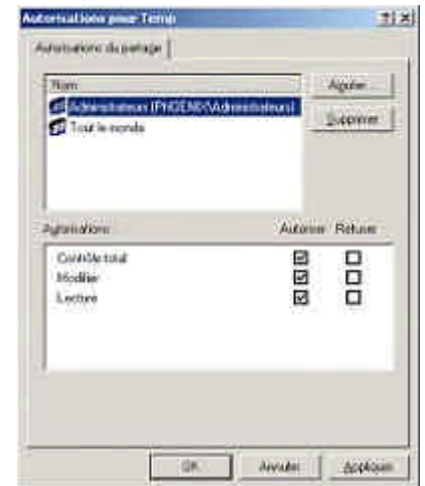 Autorisations pour Temp
Autorisations du partage
Nom
Ajouter...
Administrateurs (PHOENIX\Administrateurs)
Supprimer
Tout le monde
Autorisations : Autoriser Refuser
Contrôle total
Modifier
Lecture
OK Annuler Appliquer